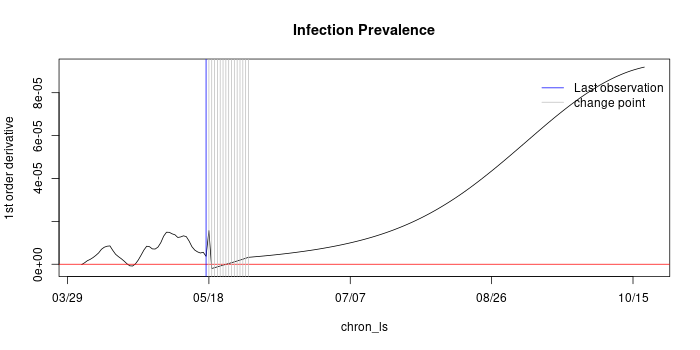 Infection Prevalence
1st order derivative
8e-05
6e-05
4e-05
0e+00
Last observation
change point
03/29
05/18
07/07
08/26
10/15
chron_ls